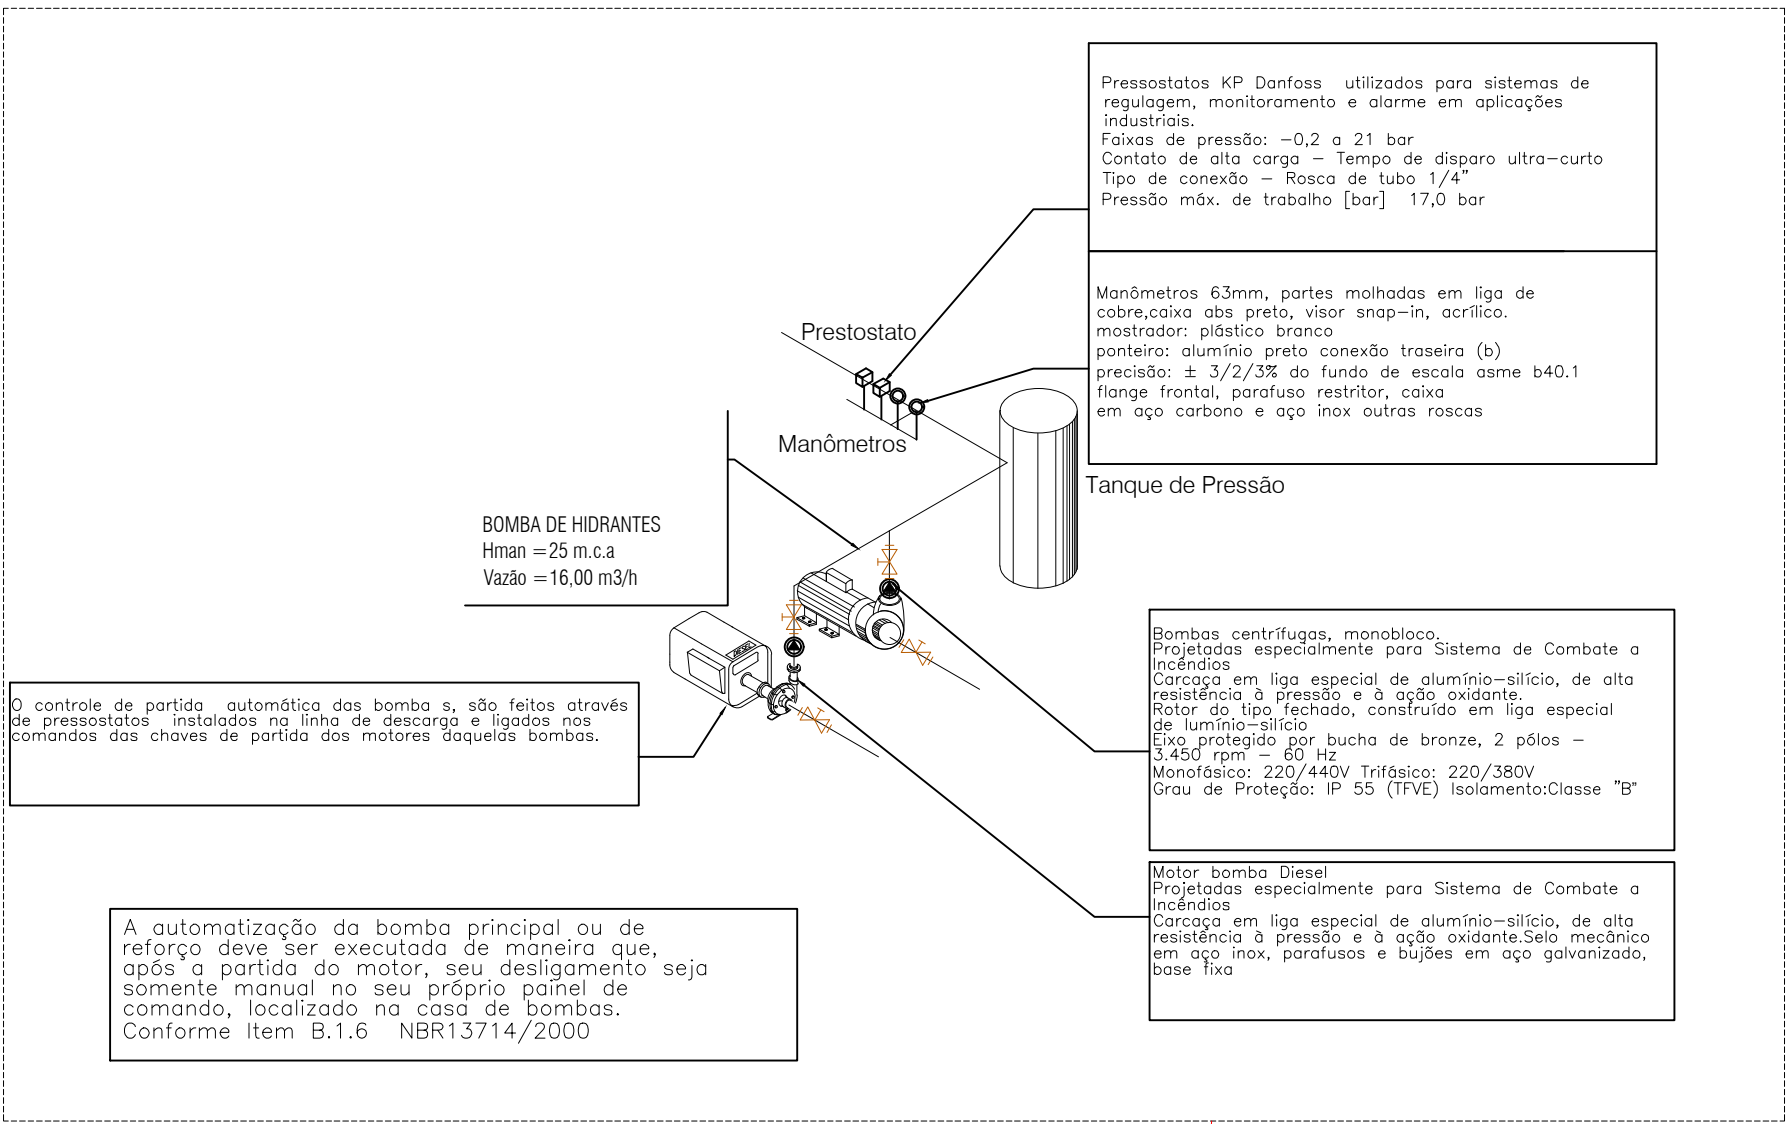 Pressostatos KP Danfoss utilizados para sistemas de
regulagem, monitoramento e alarme em aplicações
industriais.
Faixas de pressão: −0,2 a 21 bar
Contato de alta carga − Tempo de disparo ultra−curto
Tipo de conexão − Rosca de tubo 1/4"
Pressão máx. de trabalho [bar] 17,0 bar
Manômetros 63mm, partes molhadas em liga de
cobre,caixa abs preto, visor snap−in, acrílico.
mostrador: plástico branco
ponteiro: alumínio preto conexão traseira (b)
precisão: ± 3/2/3% do fundo de escala asme b40.1
flange frontal, parafuso restritor, caixa
em aço carbono e aço inox outras roscas
Prestostato
Manômetros
Tanque de Pressão
BOMBA DE HIDRANTES
Hman =25 m.c.a
Vazão =16,00 m3/h
O controle de partida automática das bomba s, são feitos através
de pressostatos instalados na linha de descarga e ligados nos
comandos das chaves de partida dos motores daquelas bombas.
Bombas centrífugas, monobloco.
Projetadas especialmente para Sistema de Combate a
Incêndios
Carcaça em liga especial de alumínio−silício, de alta
resistência à pressão e à ação oxidante.
Rotor do tipo fechado, construído em liga especial
de lumínio−silício
Eixo protegido por bucha de bronze, 2 pólos −
3.450 rpm − 60 Hz
Monofásico: 220/440V Trifásico: 220/380V
Grau de Proteção: IP 55 (TFVE) Isolamento:Classe "B"
Motor bomba Diesel
Projetadas especialmente para Sistema de Combate a
Incêndios
Carcaça em liga especial de alumínio−silício, de alta
resistência à pressão e à ação oxidante.Selo mecânico
em aço inox, parafusos e bujões em aço galvanizado,
base fixa
A automatização da bomba principal ou de
reforço deve ser executada de maneira que,
após a partida do motor, seu desligamento seja
somente manual no seu próprio painel de
comando, localizado na casa de bombas.
Conforme Item B.1.6 NBR13714/2000